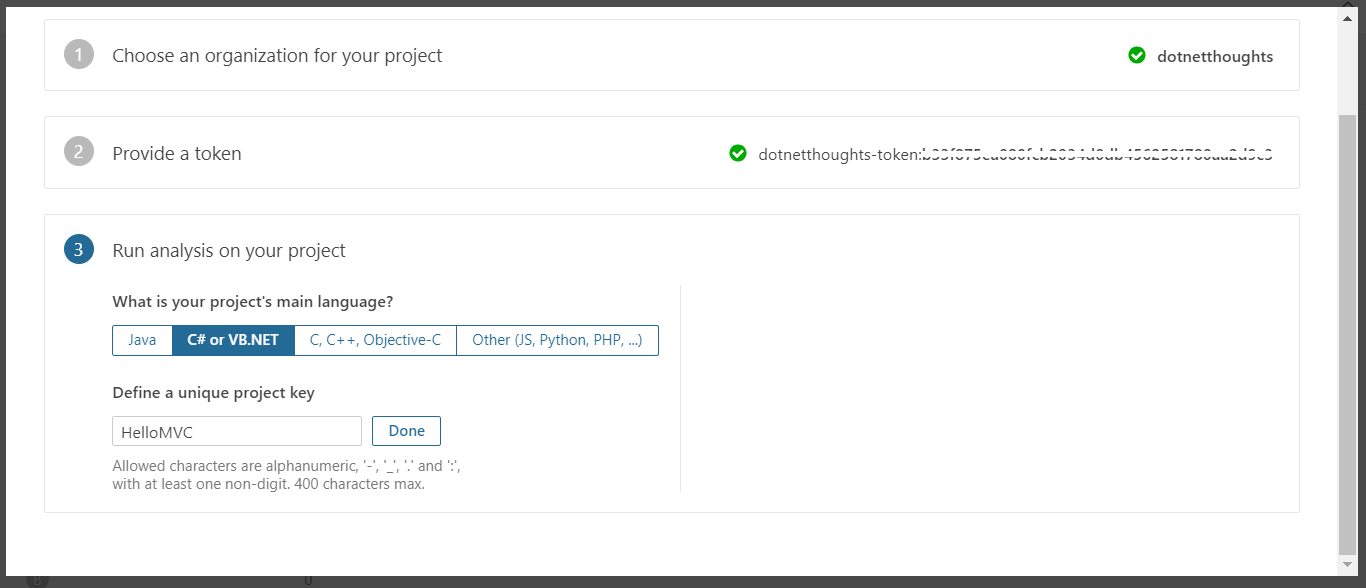 1 Choose an organization for your project dotnetthoughts
2 Provide a token dotnetthoughts-token:
3 Run analysis on your project
What is your project's main language?
Java C# or VB.NET C, C++, Objective-C Other (JS, Python, PHP, ...)
Define a unique project key
HelloMVC Done
Allowed characters are alphanumeric, '-', '_', '.' and ':',
with at least one non-digit. 400 characters max.
B 0